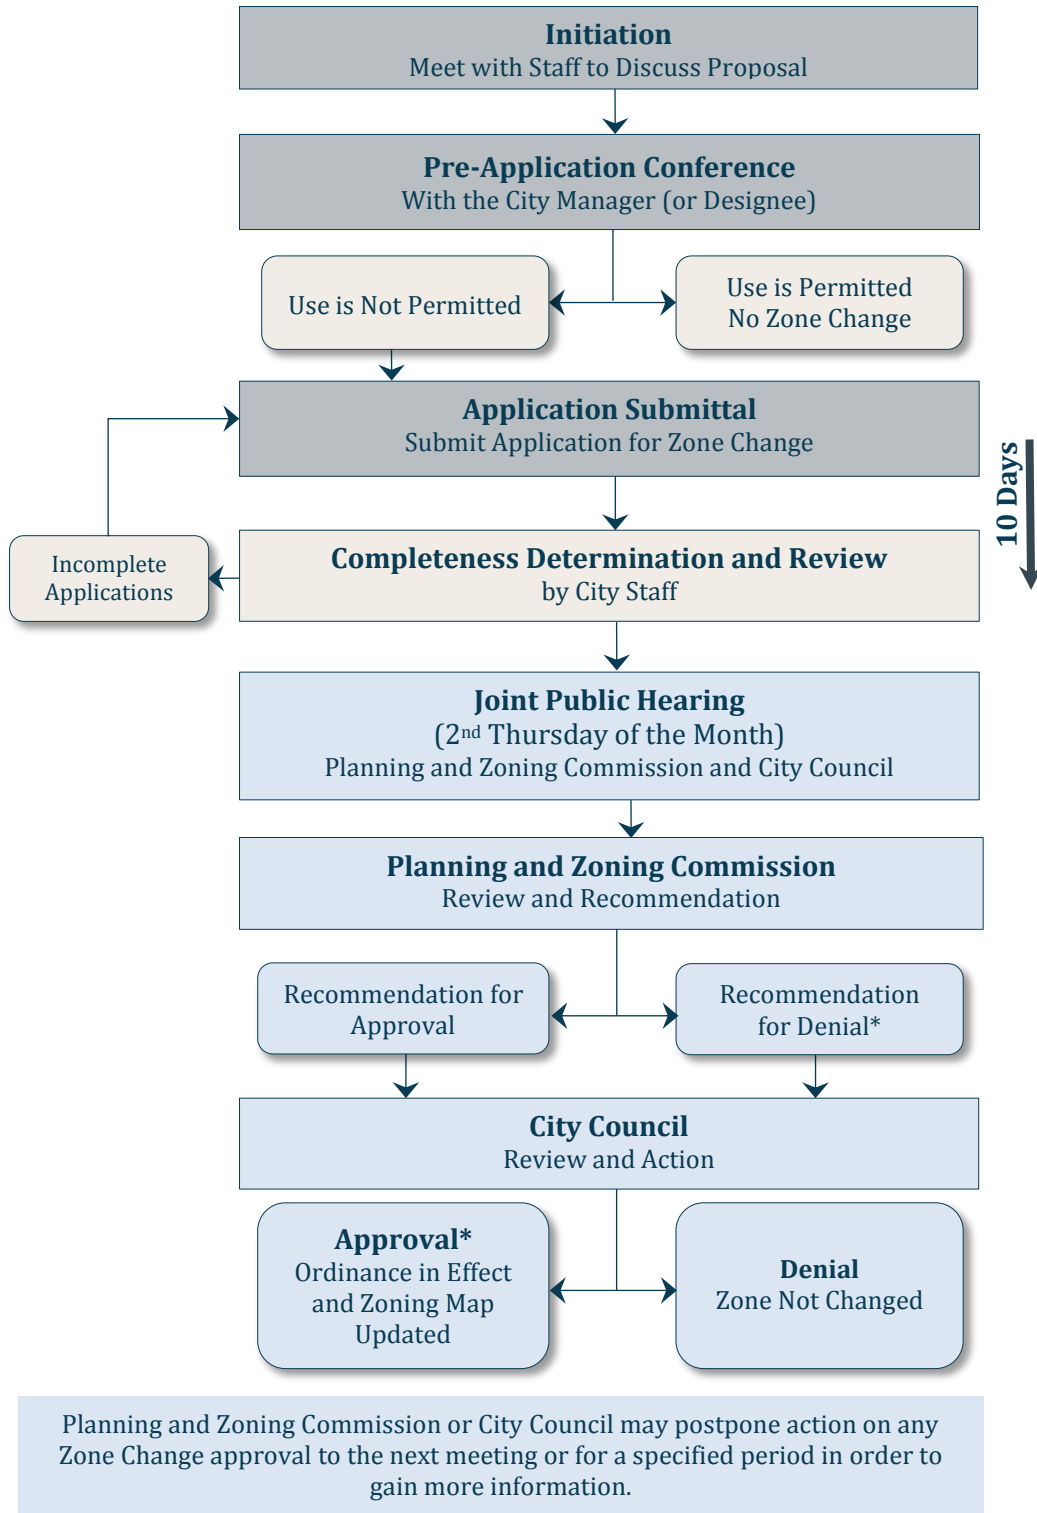 Initiation
Meet with Staff to Discuss Proposal
Pre-Application Conference
With the City Manager (or Designee)
Use is Not Permitted
Use is Permitted
No Zone Change
Application Submittal
Submit Application for Zone Change
10 Days
Completeness Determination and Review
by City Staff
Incomplete
Applications
Joint Public Hearing
(2nd Thursday of the Month)
Planning and Zoning Commission and City Council
Planning and Zoning Commission
Review and Recommendation
Recommendation for
Approval
Recommendation
for Denial*
City Council
Review and Action
Approval*
Ordinance in Effect
and Zoning Map
Updated
Denial
Zone Not Changed
Planning and Zoning Commission or City Council may postpone action on any
Zone Change approval to the next meeting or for a specified period in order to
gain more information.